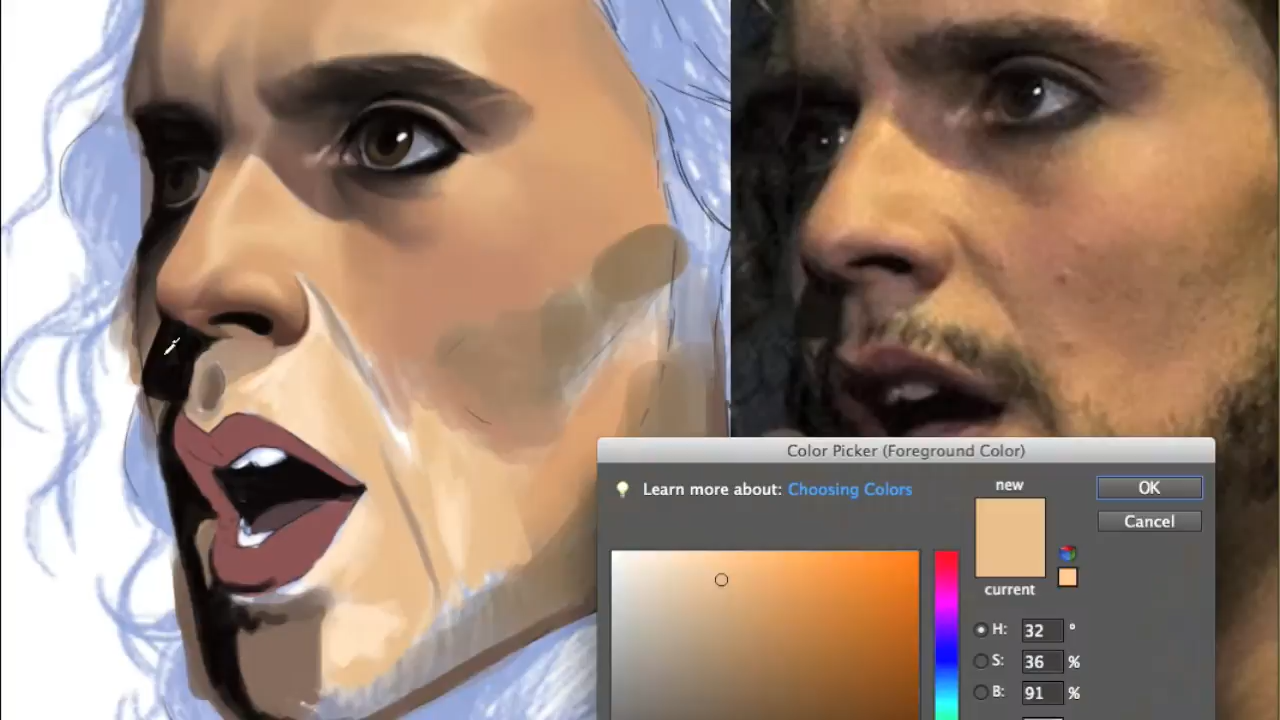 Color Picker (Foreground Color)
Learn more about: Choosing Colors
new
OK
Cancel
current
H: 32 °
S: 36 %
B: 91 %